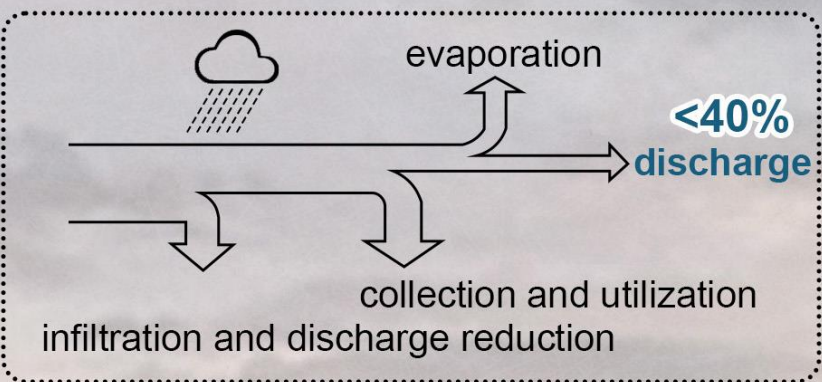 evaporation
<40%
discharge
collection and utilization
infiltration and discharge reduction